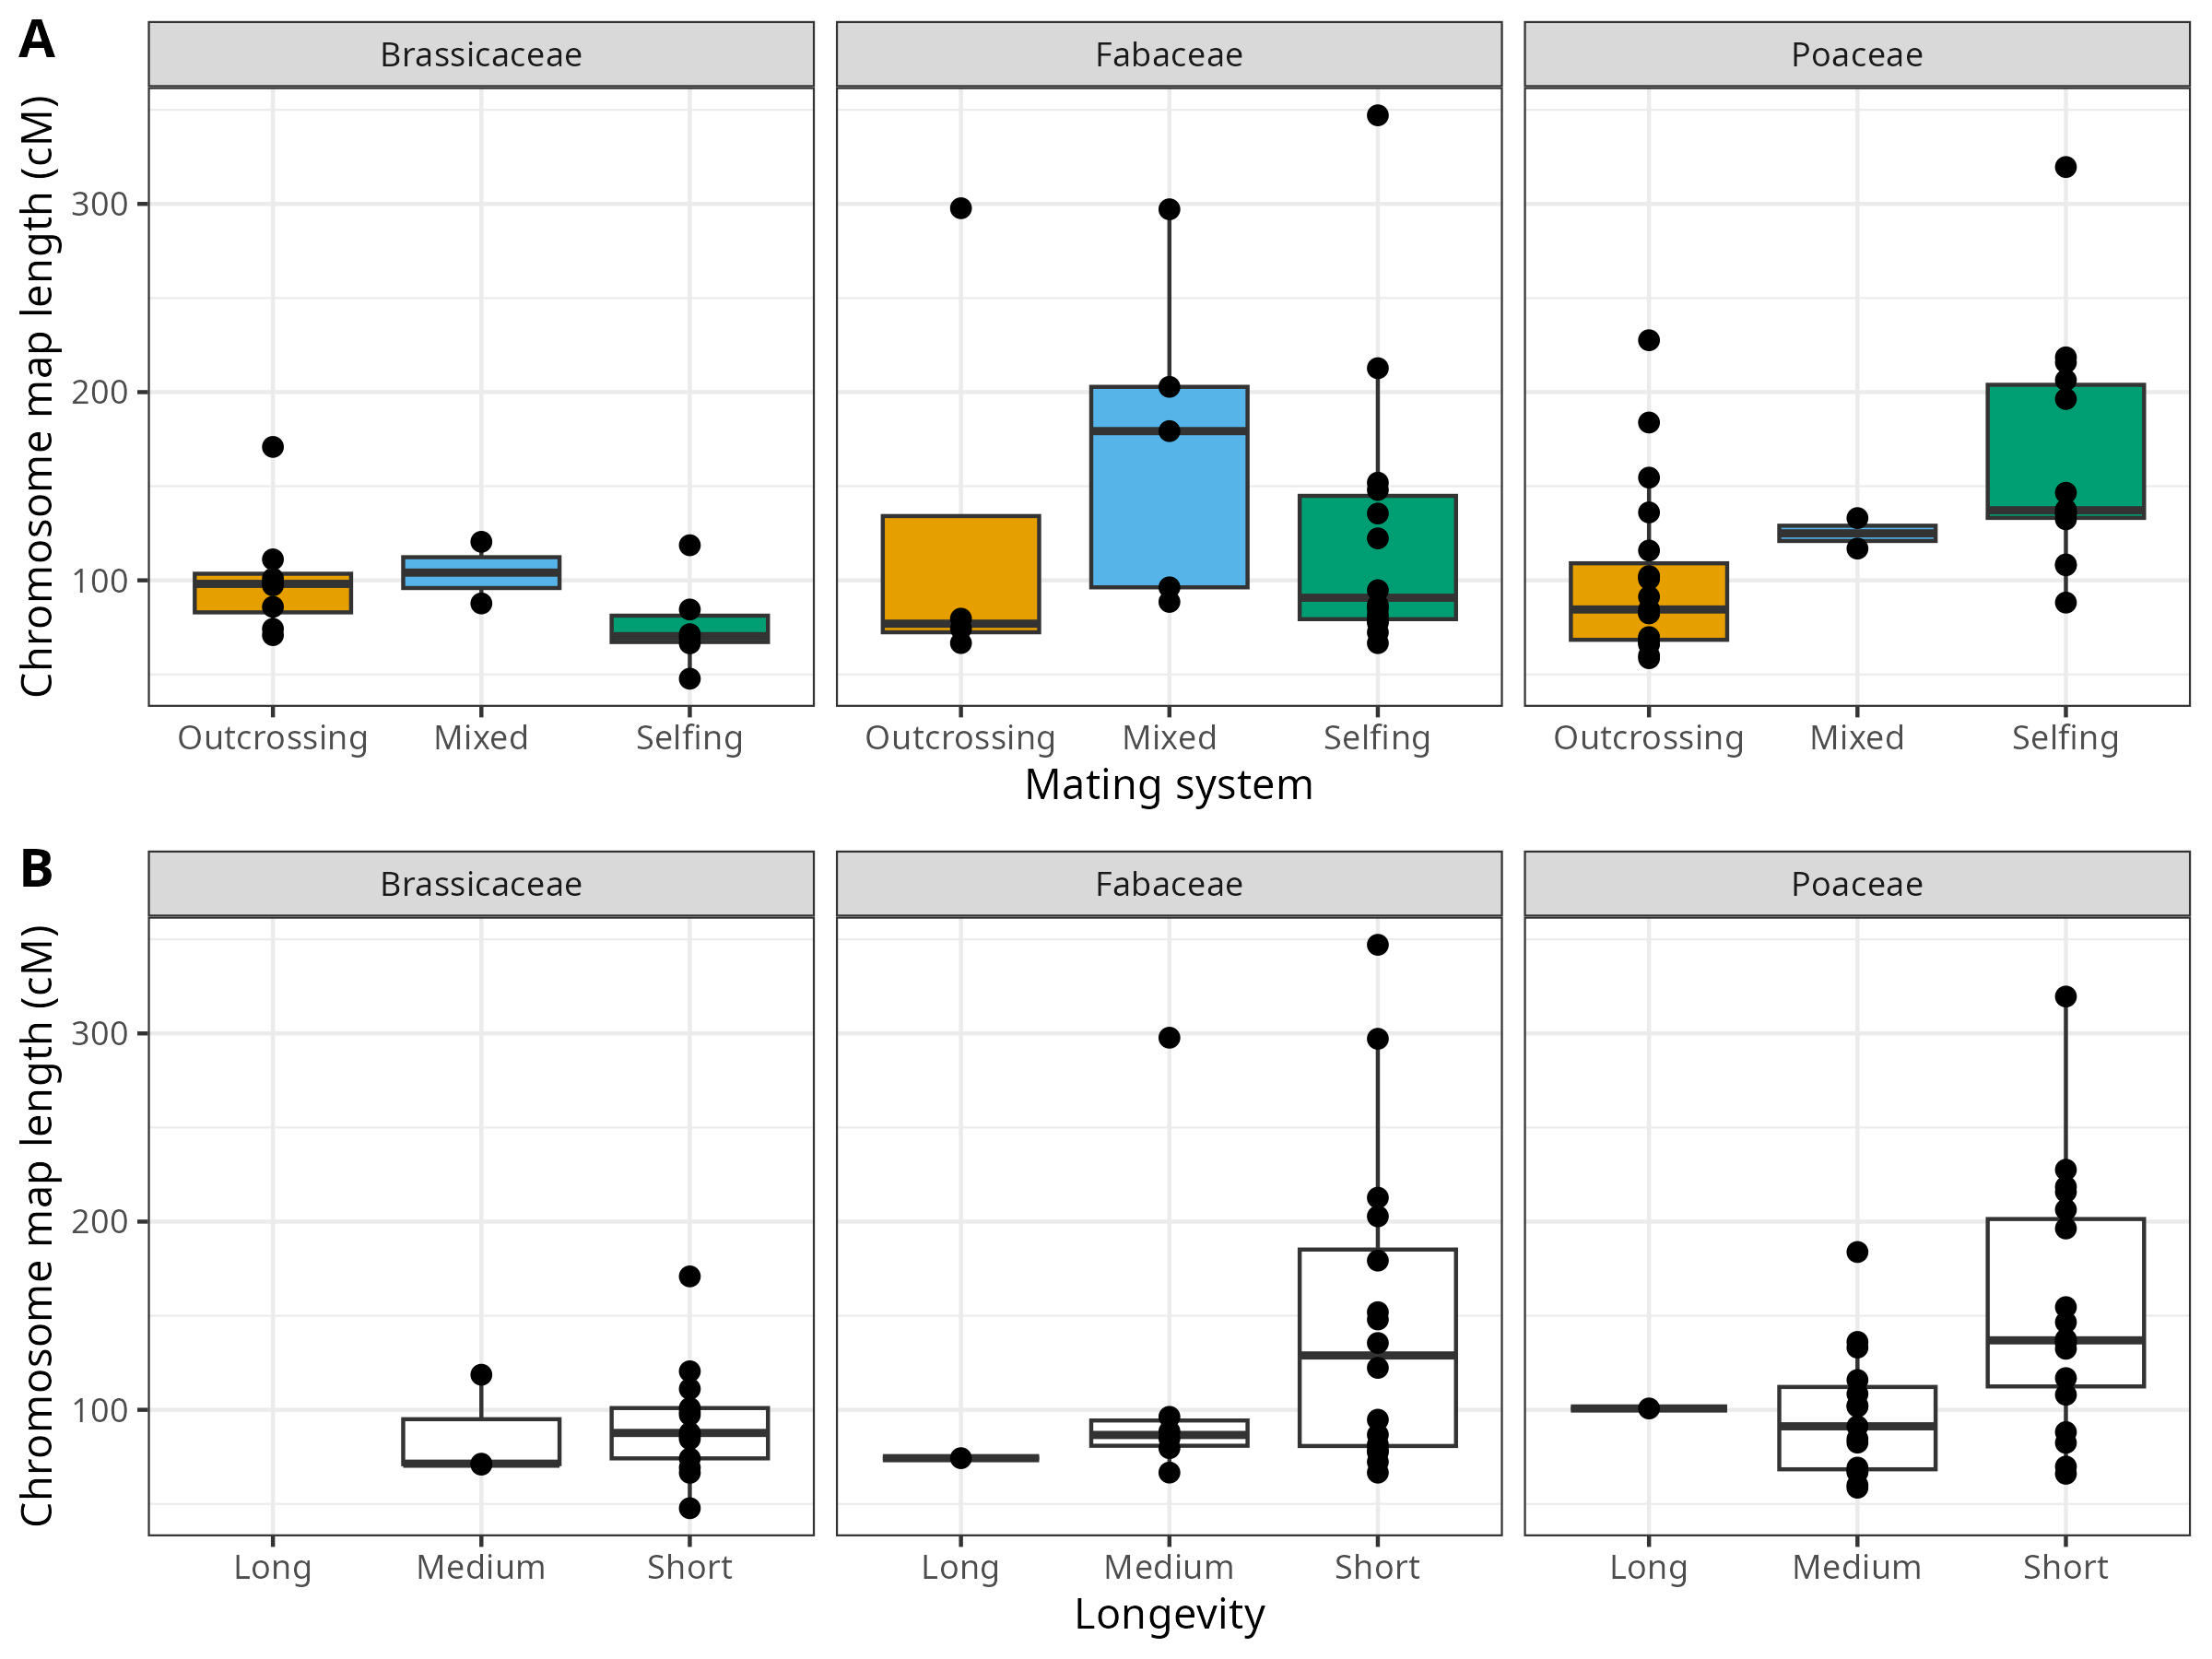 A
Brassicaceae Fabaceae Poaceae
Chromosome map length (cM)
300
200
100
Outcrossing Mixed Selfing Outcrossing Mixed Selfing Outcrossing Mixed Selfing
Mating system
B
Brassicaceae Fabaceae Poaceae
Chromosome map length (cM)
300
200
100
Long Medium Short Long Medium Short Long Medium Short
Longevity